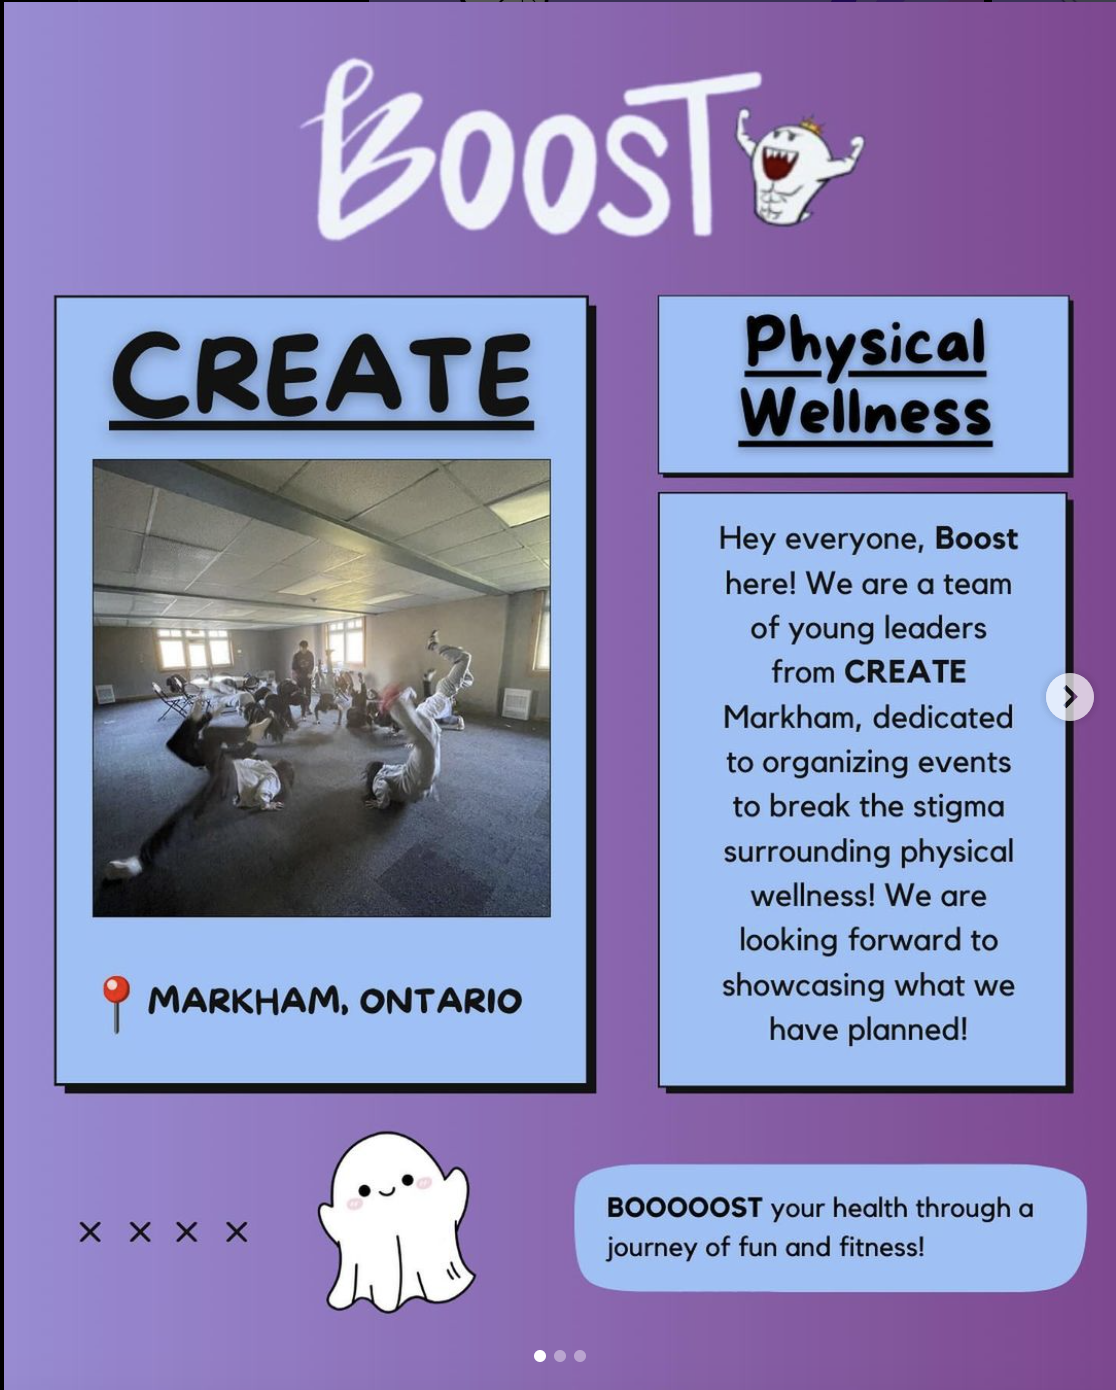 BOOST
CREATE
MARKHAM, ONTARIO
Physical
Wellness
Hey everyone, Boost
here! We are a team
of young leaders
from CREATE
Markham, dedicated
to organizing events
to break the stigma
surrounding physical
wellness! We are
looking forward to
showcasing what we
have planned!
BOOOOOST your health through a
journey of fun and fitness!